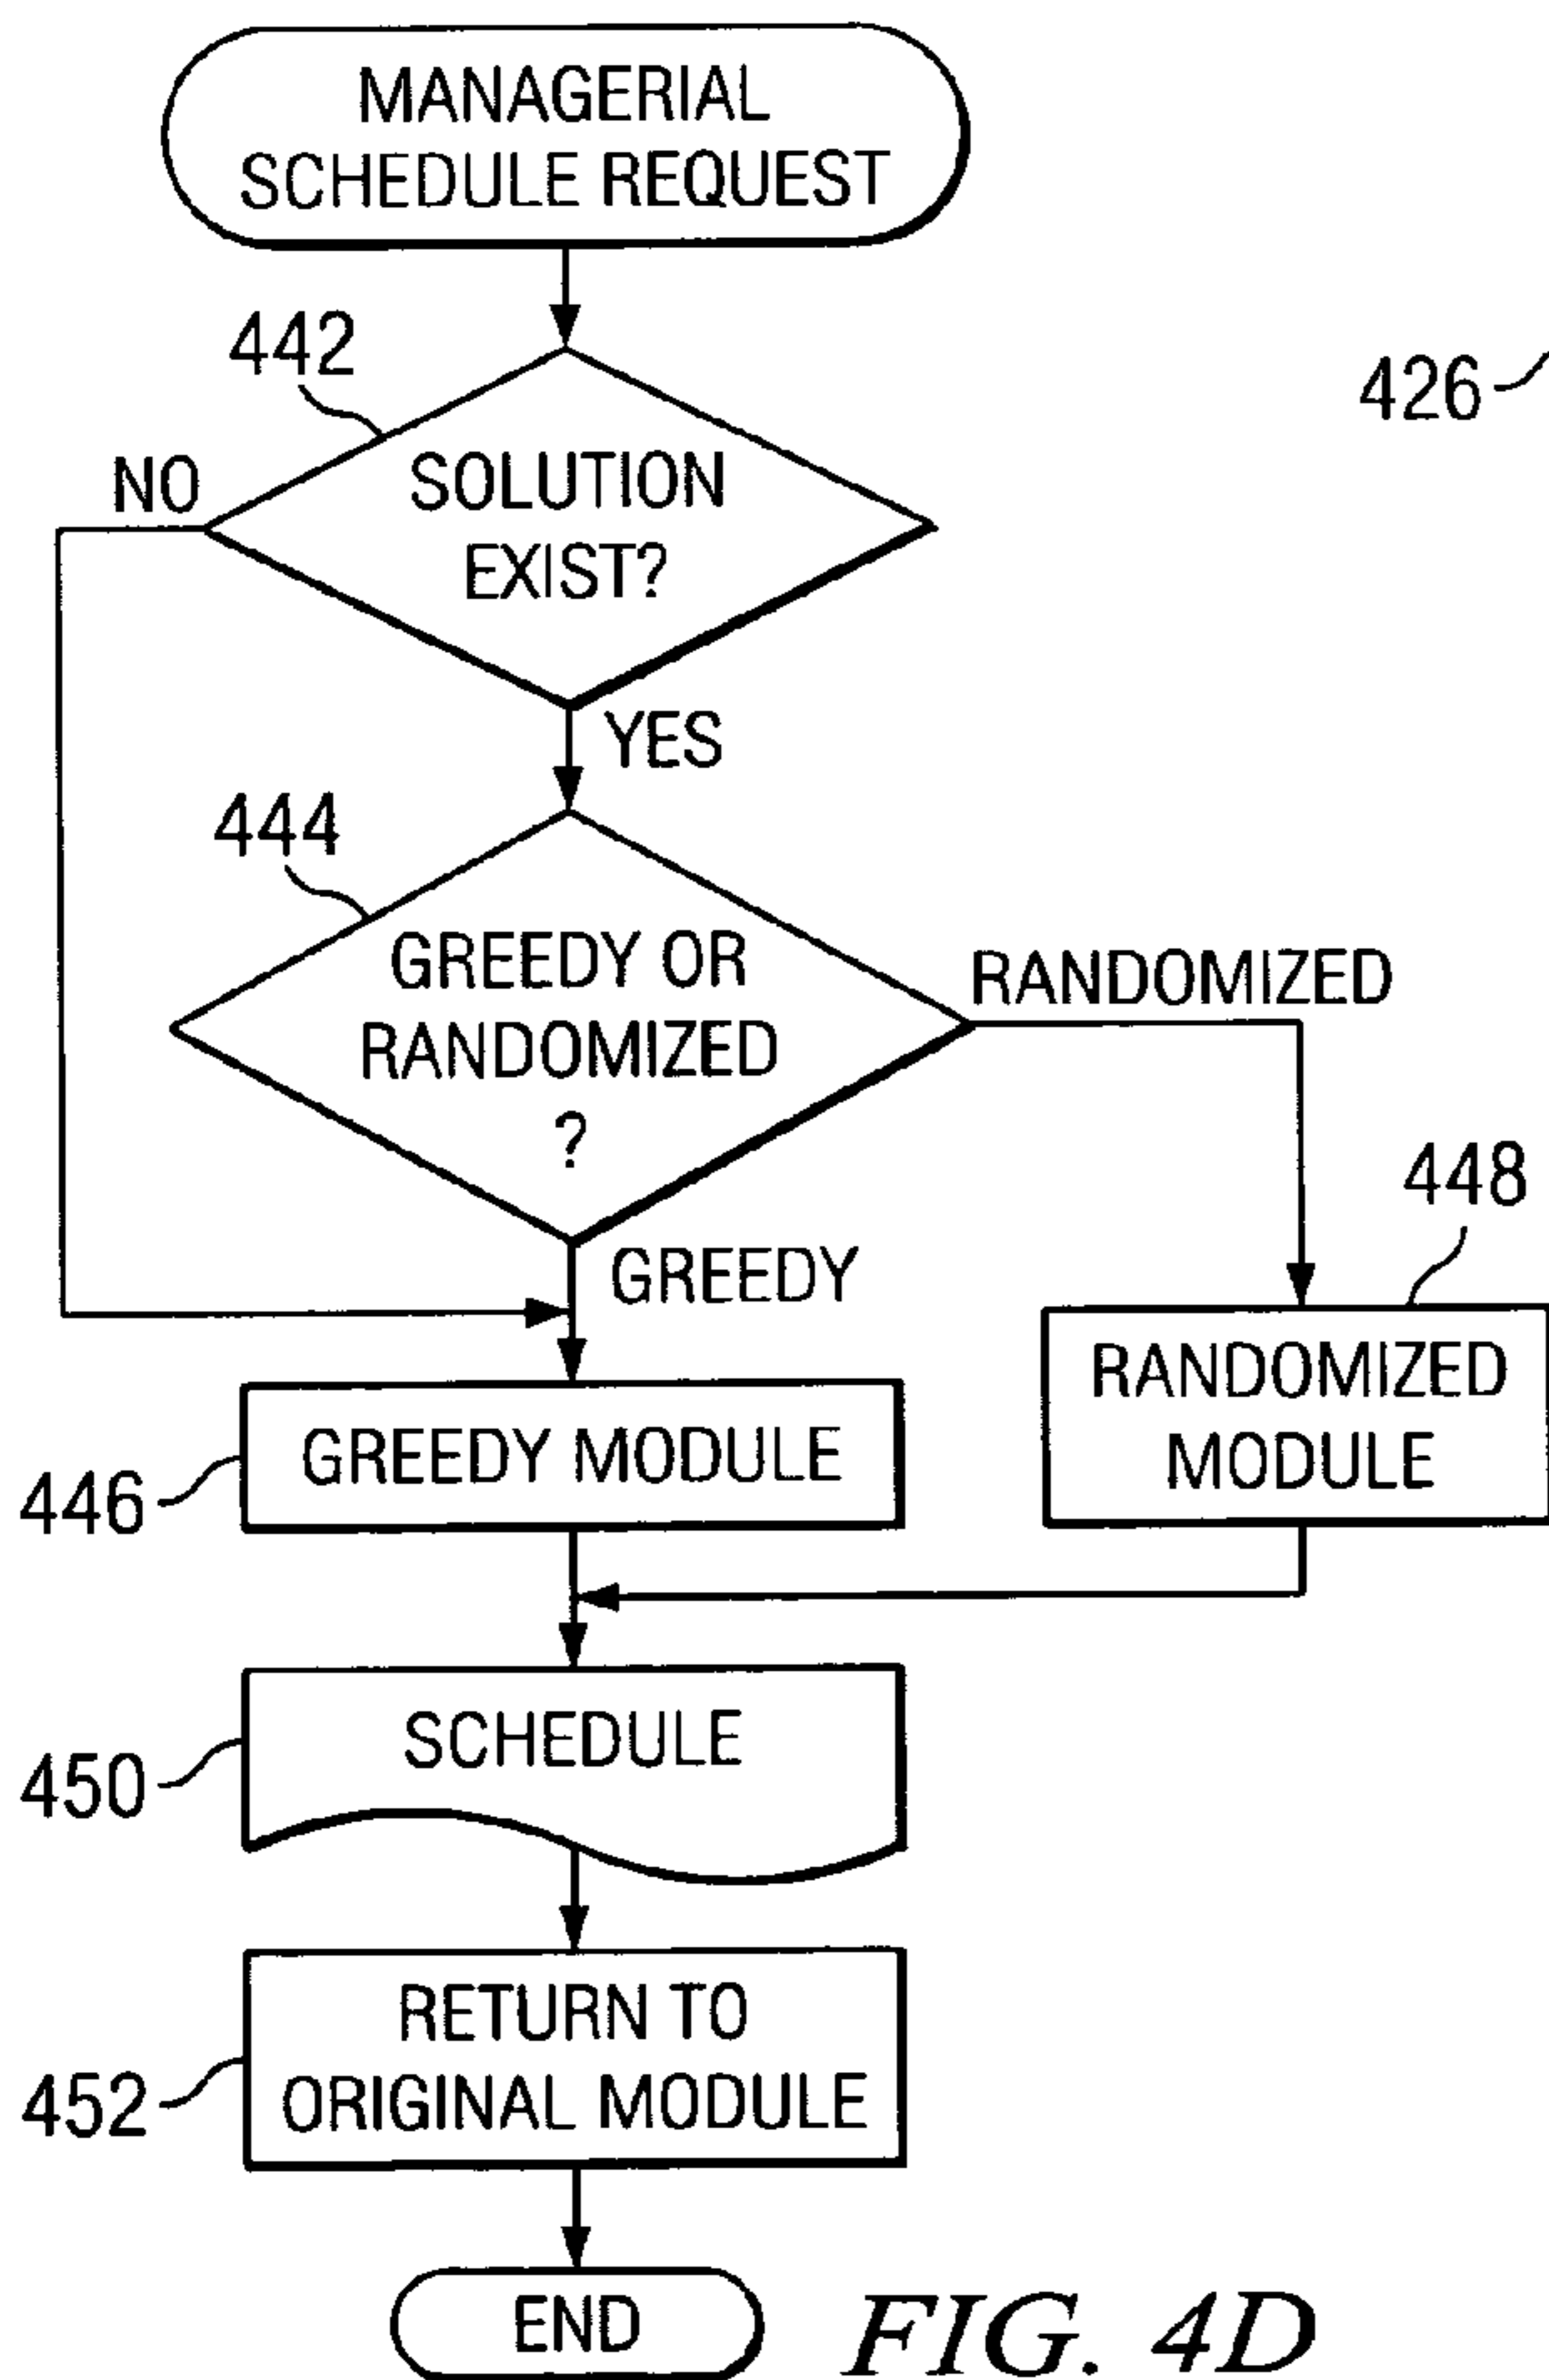 MANAGERIAL
SCHEDULE REQUEST
442
426
NO
SOLUTION
EXIST?
YES
444
GREEDY OR
RANDOMIZED
?
RANDOMIZED
448
GREEDY
RANDOMIZED
MODULE
GREEDY MODULE
446
SCHEDULE
450
RETURN TO
ORIGINAL MODULE
452
END
FIG. 4D